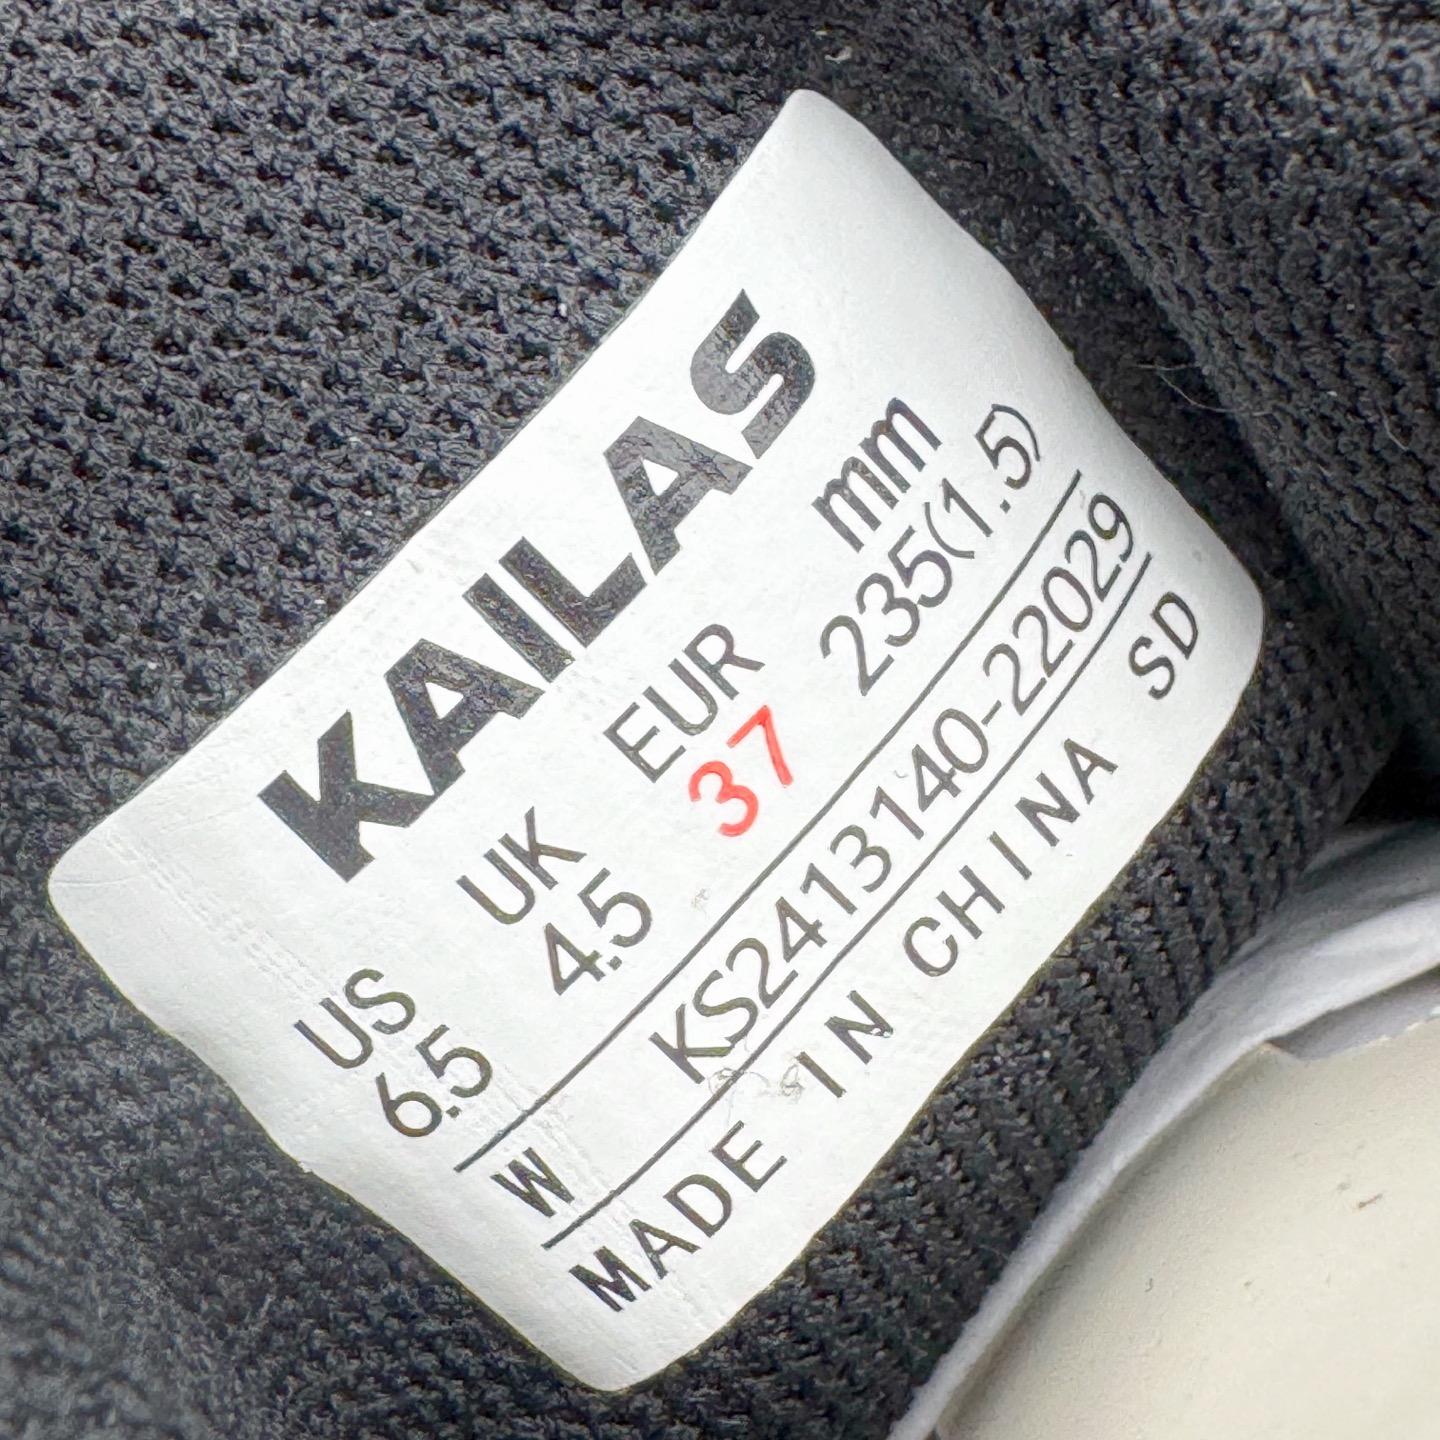 KAILAS
US UK EUR mm
6.5 4.5 37 235(1.5)
W KS2413140-22029
MADE IN CHINA SD